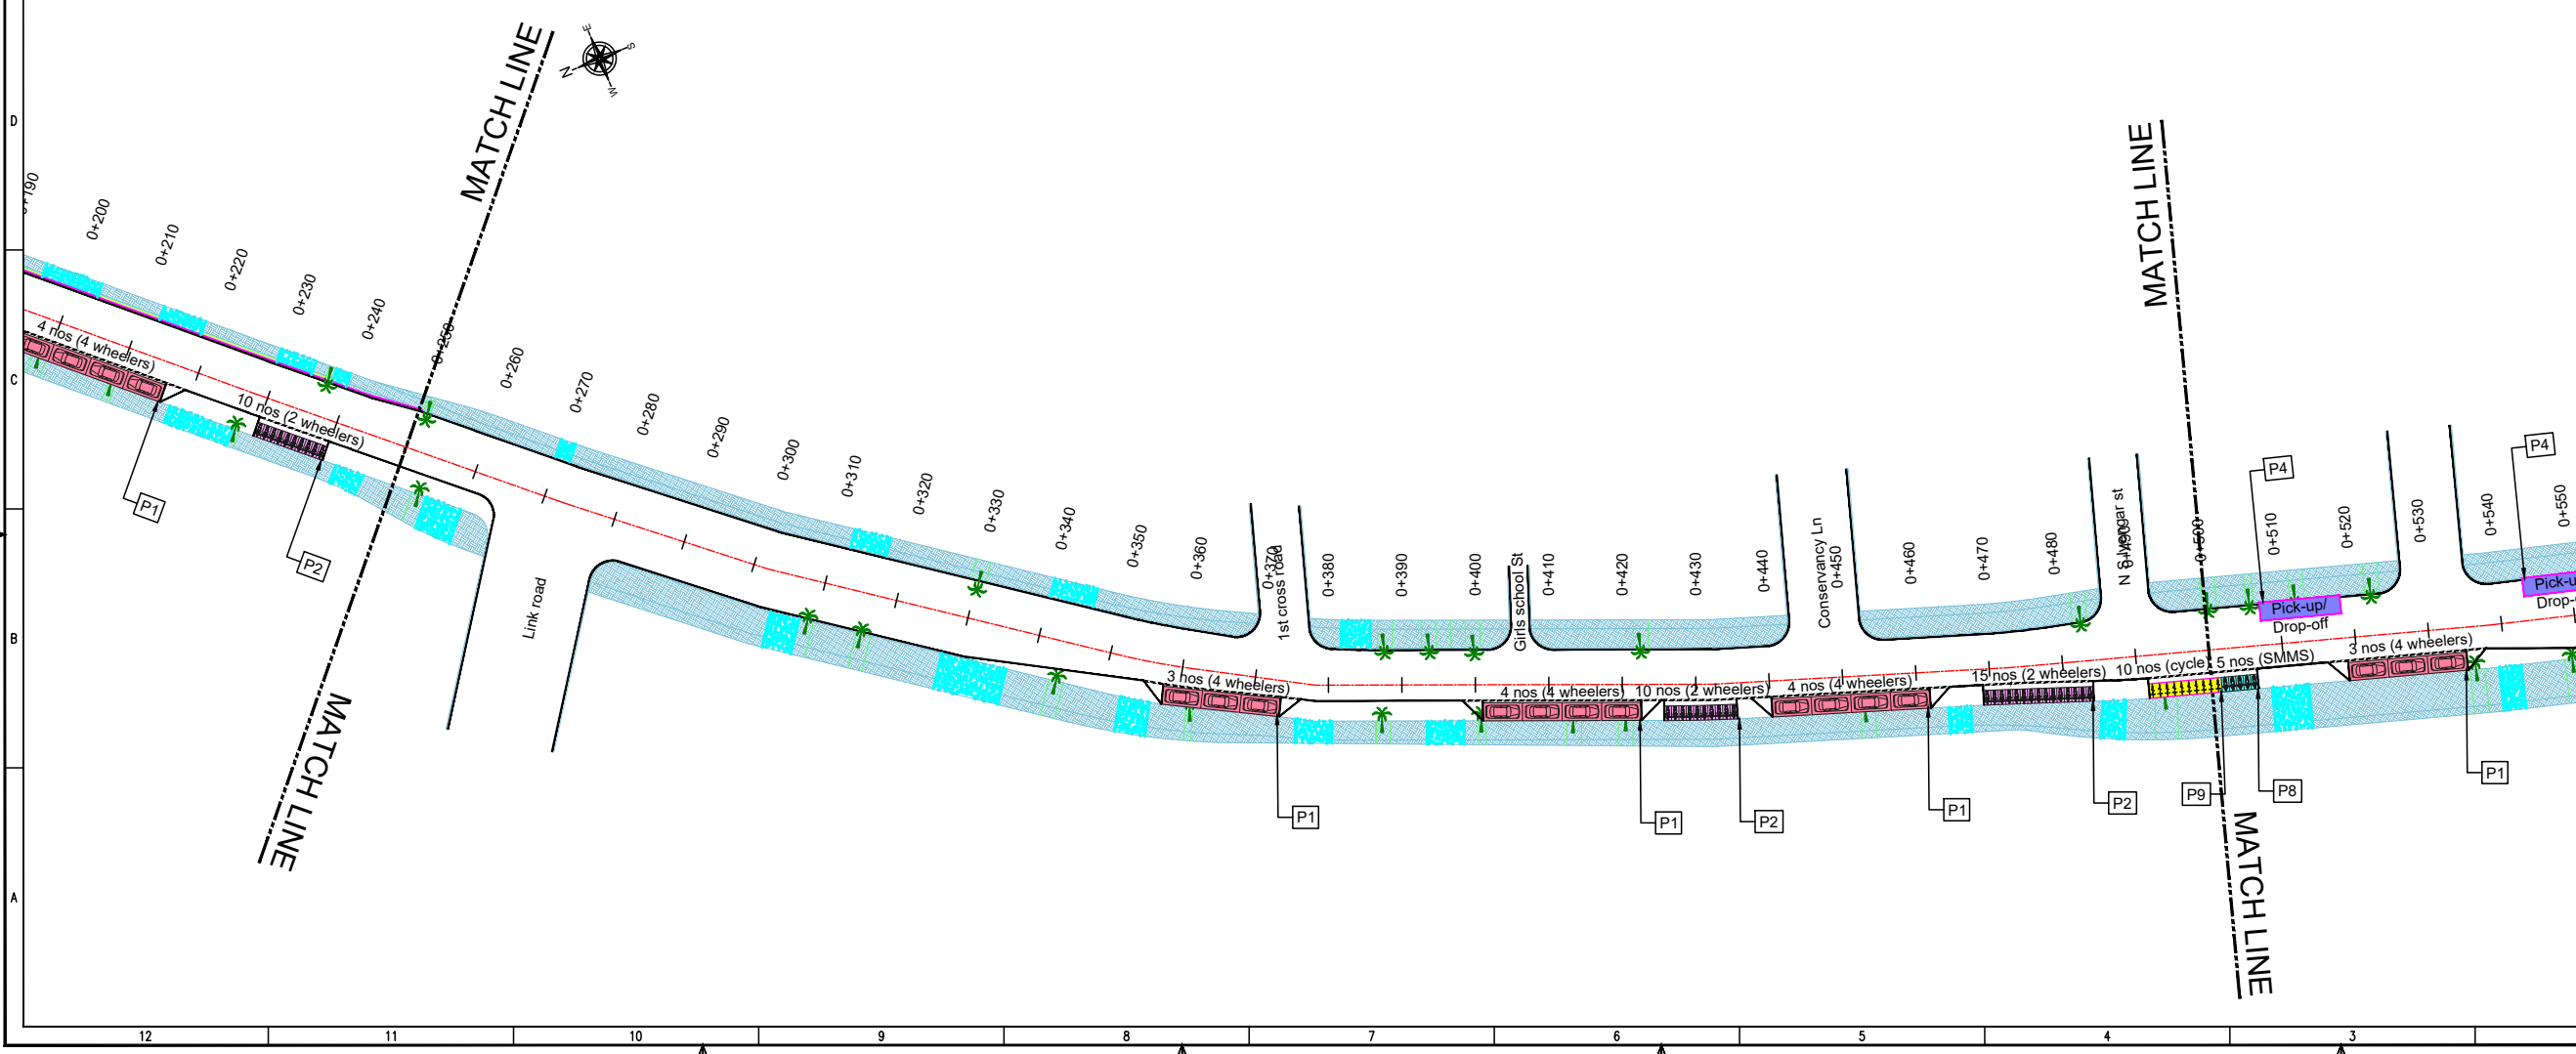 MATCH LINE
E
S
N
W
MATCH LINE
D
0+190
0+200
0+210
0+220
0+230
0+240
0+250
0+260
0+270
0+280
0+290
0+300
0+310
0+320
0+330
0+340
0+350
0+360
0+370
1st cross road
0+380
0+390
0+400
Girls school St
0+410
0+420
0+430
0+440
Conservancy Ln
0+450
0+460
0+470
0+480
0+490
0+500
0+510
0+520
0+530
0+540
0+550
P4
P4
C
4 nos (4 wheelers)
10 nos (2 wheelers)
P1
P2
Link road
B
Pick-up/
Drop-off
3 nos (4 wheelers)
4 nos (4 wheelers)
10 nos (2 wheelers)
4 nos (4 wheelers)
15 nos (2 wheelers)
10 nos (cycle)
5 nos (SMMS)
3 nos (4 wheelers)
P1
P1
P2
P1
P2
P9
P8
P1
MATCH LINE
MATCH LINE
A
12
11
10
9
8
7
6
5
4
3